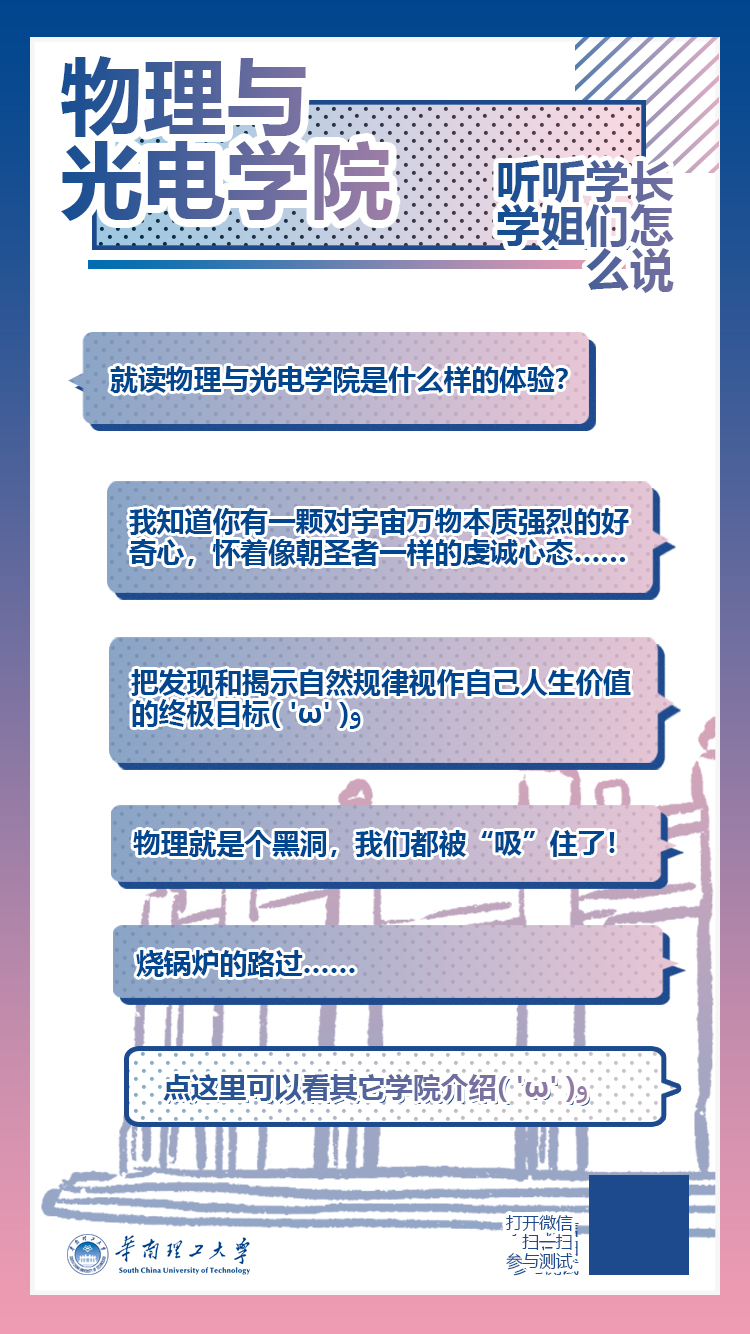 物理与
光电学院
听听学长
学姐们怎
么说
就读物理与光电学院是什么样的体验?
我知道你有一颗对宇宙万物本质强烈的好
奇心，怀着像朝圣者一样的虔诚心态……
把发现和揭示自然规律视作自己人生价值
的终极目标( 'ω' )و
物理就是个黑洞，我们都被“吸”住了！
烧锅炉的路过……
点这里可以看其它学院介绍( 'ω' )و
打开微信
扫一扫
参与测试
华南理工大学
South China University of Technology